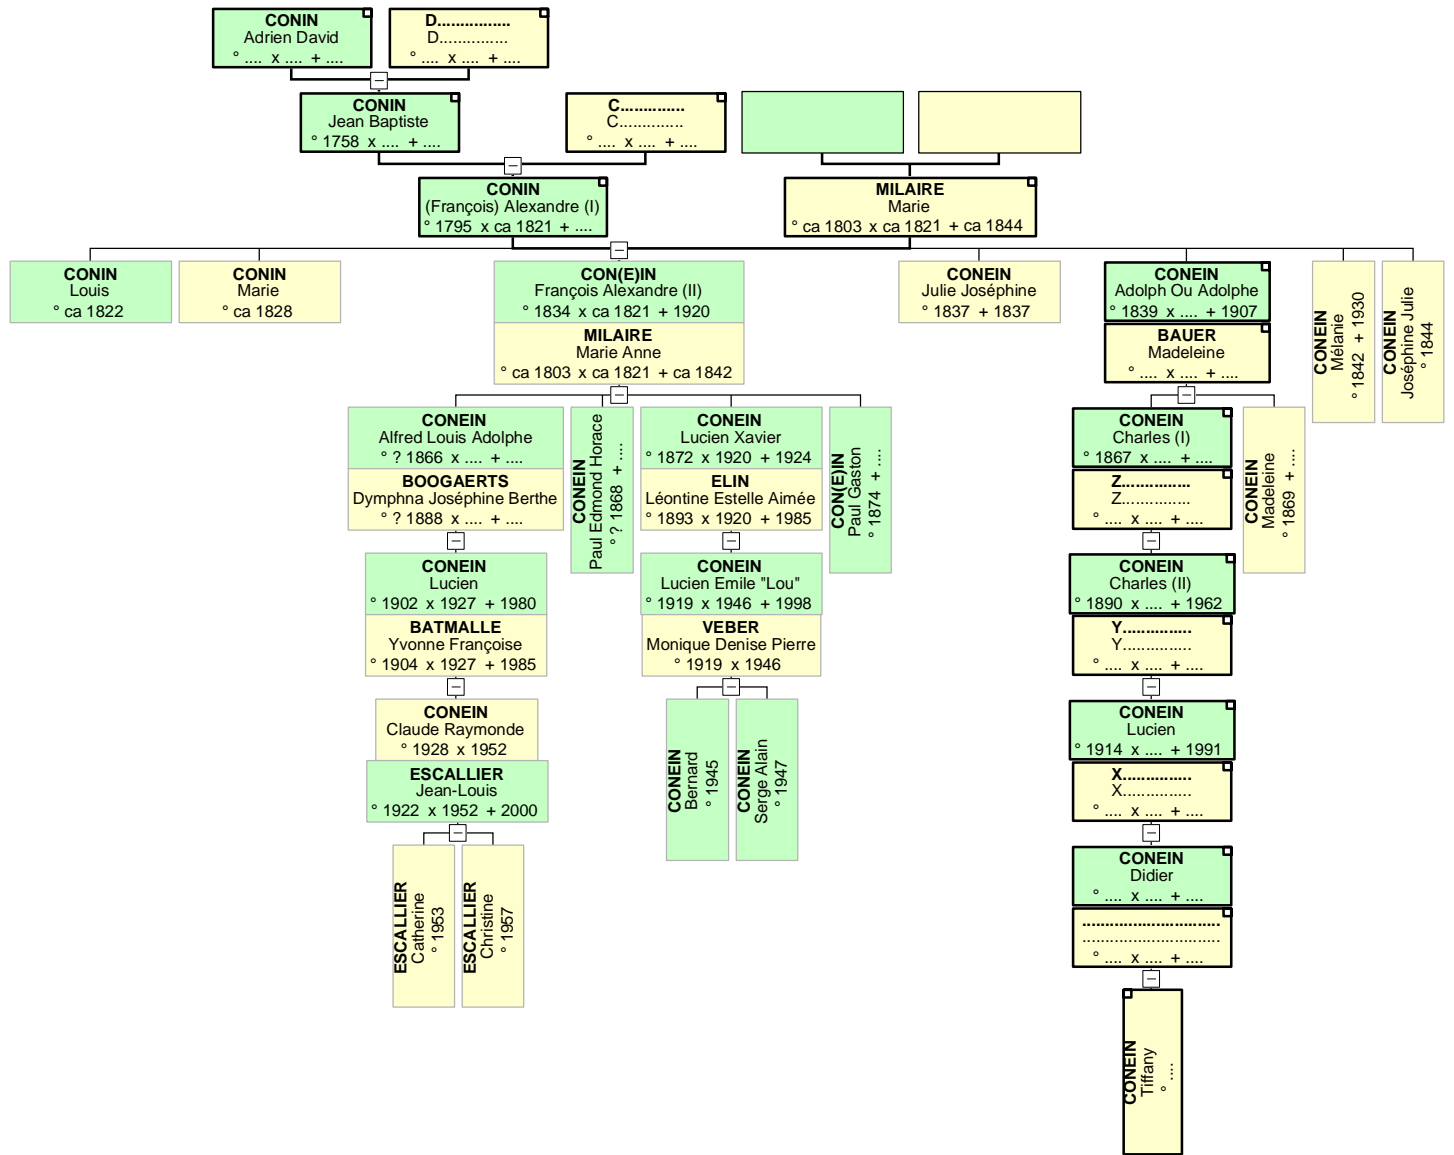 CONIN
Adrien David
° .... x .... + ....
D................
D..............
° .... x .... + ....
CONIN
Jean Baptiste
° 1758 x .... + ....
C..............
C..............
° .... x .... + ....
CONIN
(François) Alexandre (I)
° 1795 x ca 1821 + ....
MILAIRE
Marie
° ca 1803 x ca 1821 + ca 1844
CONIN
Louis
° ca 1822
CONIN
Marie
° ca 1828
CON(E)IN
François Alexandre (II)
° 1834 x ca 1821 + 1920
MILAIRE
Marie Anne
° ca 1803 x ca 1821 + ca 1842
CONEIN
Julie Joséphine
° 1837 + 1837
CONEIN
Adolph Ou Adolphe
° 1839 x .... + 1907
BAUER
Madeleine
° .... x .... + ....
CONEIN
Mélanie
° 1842 + 1930
CONEIN
Joséphine Julie
° 1844
CONEIN
Alfred Louis Adolphe
° ? 1866 x .... + ....
BOOGAERTS
Dymphna Joséphine Berthe
° ? 1888 x .... + ....
CONEIN
Paul Edmond Horace
° ? 1868 + ....
CONEIN
Lucien Xavier
° 1872 x 1920 + 1924
ELIN
Léontine Estelle Aimée
° 1893 x 1920 + 1985
CON(E)IN
Paul Gaston
° 1874 + ....
CONEIN
Charles (I)
° 1867 x .... + ....
Z...............
Z...............
° .... x .... + ....
CONEIN
Madeleine
° 1869 + ....
CONEIN
Lucien
° 1902 x 1927 + 1980
BATMALLE
Yvonne Françoise
° 1904 x 1927 + 1985
CONEIN
Lucien Emile "Lou"
° 1919 x 1946 + 1998
VEBER
Monique Denise Pierre
° 1919 x 1946
CONEIN
Charles (II)
° 1890 x .... + 1962
Y...............
Y...............
° .... x .... + ....
CONEIN
Claude Raymonde
° 1928 x 1952
ESCALLIER
Jean-Louis
° 1922 x 1952 + 2000
CONEIN
Bernard
° 1945
CONEIN
Serge Alain
° 1947
CONEIN
Lucien
° 1914 x .... + 1991
X...............
X...............
° .... x .... + ....
ESCALLIER
Catherine
° 1953
ESCALLIER
Christine
° 1957
CONEIN
Didier
° .... x .... + ....
..............................
..............................
° .... x .... + ....
CONEIN
Tiffany
° ....